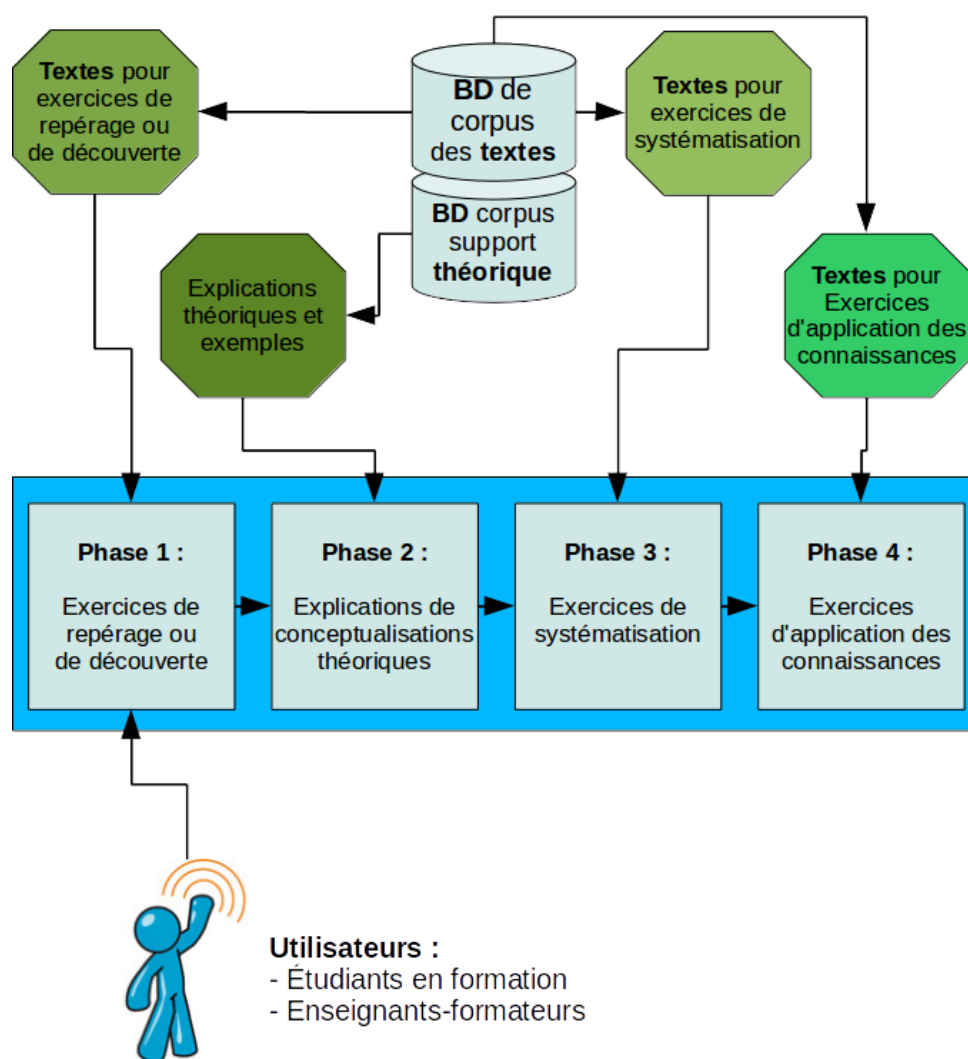 Textes pour
exercices de
repérage ou
de découverte
BD de
corpus
des textes
Textes pour
exercices de
systématisation
BD corpus
support
théorique
Explications
théoriques et
exemples
Textes pour
Exercices
d'application des
connaissances
Phase 1 :
Exercices de
repérage ou
de découverte
Phase 2 :
Explications de
conceptualisations
théoriques
Phase 3 :
Exercices de
systématisation
Phase 4 :
Exercices
d'application des
connaissances
Utilisateurs :
- Étudiants en formation
- Enseignants-formateurs